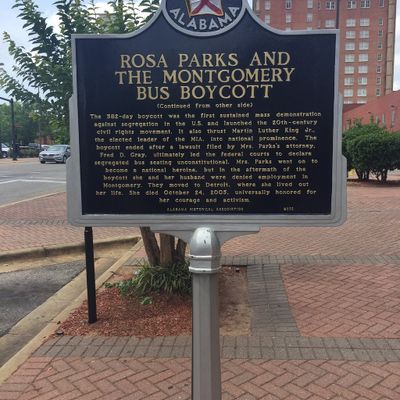 ALABAMA
ROSA PARKS AND
THE MONTGOMERY
BUS BOYCOTT
(Continued from other side)
The 382-day boycott was the first sustained mass demonstration
against segregation in the U.S. and launched the 20th-century
civil rights movement. It also thrust Martin Luther King Jr.,
the elected leader of the MIA, into national prominence. The
boycott ended after a lawsuit filed by Mrs. Parks's attorney,
Fred D. Gray, ultimately led the federal courts to declare
segregated bus seating unconstitutional. Mrs. Parks went on to
become a national heroine, but in the aftermath of the
boycott she and her husband were denied employment in
Montgomery. They moved to Detroit, where she lived out
her life. She died October 24, 2005, universally honored for
her courage and activism.
ALABAMA HISTORICAL ASSOCIATION